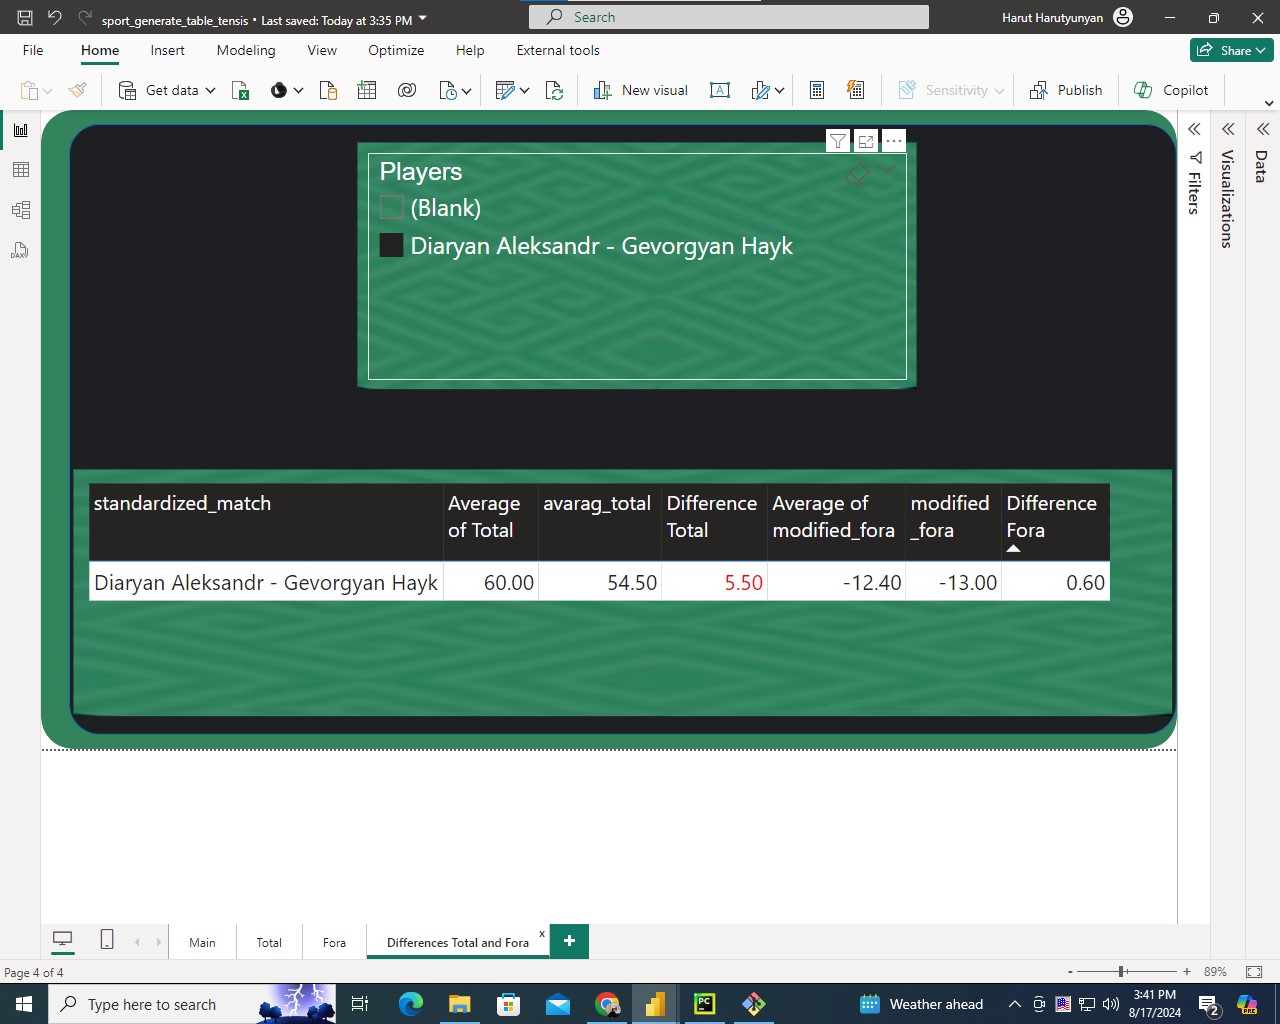 sport_generate_table_tensis • Last saved: Today at 3:35 PM
Search
Harut Harutyunyan
File
Home
Insert
Modeling
View
Optimize
Help
External tools
Share
Get data
New visual
Sensitivity
Publish
Copilot
Players
(Blank)
Diaryan Aleksandr - Gevorgyan Hayk
Filters
Visualizations
Data
DAX
standardized_match
Average
of Total
avarag_total
Difference
Total
Average of
modified_fora
modified
_fora
Difference
Fora
Diaryan Aleksandr - Gevorgyan Hayk 60.00 54.50 5.50 -12.40 -13.00 0.60
Main
Total
Fora
Differences Total and Fora
x
+
Page 4 of 4
- + 89%
Type here to search
PC
Weather ahead
3:41 PM
8/17/2024
2
PRE